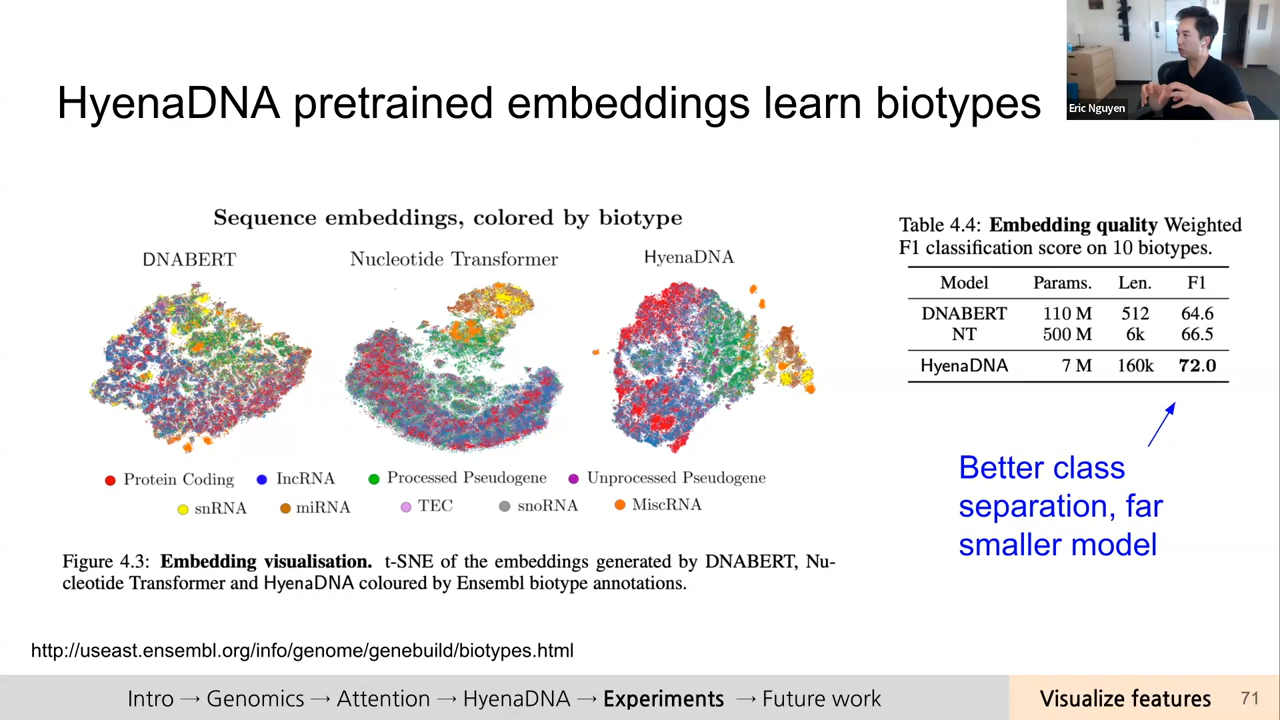 HyenaDNA pretrained embeddings learn biotypes
Eric Nguyen
Sequence embeddings, colored by biotype
DNABERT
Nucleotide Transformer
HyenaDNA
Protein Coding
lncRNA
Processed Pseudogene
Unprocessed Pseudogene
snRNA
miRNA
TEC
snoRNA
MiscRNA
Figure 4.3: Embedding visualisation. t-SNE of the embeddings generated by DNABERT, Nu-
cleotide Transformer and HyenaDNA coloured by Ensembl biotype annotations.
Table 4.4: Embedding quality Weighted
F1 classification score on 10 biotypes.
Model Params. Len. F1
DNABERT 110 M 512 64.6
NT 500 M 6k 66.5
HyenaDNA 7 M 160k 72.0
Better class
separation, far
smaller model
http://useast.ensembl.org/info/genome/genebuild/biotypes.html
Intro → Genomics → Attention → HyenaDNA → Experiments → Future work
Visualize features 71